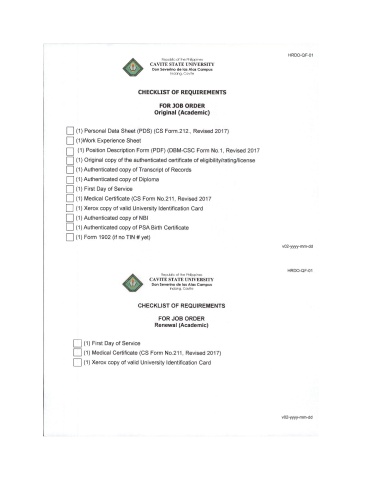 HRDO-QF-01
Republic of the Philippines
CAVITE STATE UNIVERSITY
Don Severino de las Alas Campus
Indang, Cavite
CHECKLIST OF REQUIREMENTS
FOR JOB ORDER
Original (Academic)
(1) Personal Data Sheet (PDS) (CS Form.212 , Revised 2017)
(1)Work Experience Sheet
(1) Position Description Form (PDF) (DBM-CSC Form No.1, Revised 2017
(1) Original copy of the authenticated certificate of eligibility/rating/license
(1) Authenticated copy of Transcript of Records
(1) Authenticated copy of Diploma
(1) First Day of Service
(1) Medical Certificate (CS Form No.211, Revised 2017
(1) Xerox copy of valid University Identification Card
(1) Authenticated copy of NBI
(1) Authenticated copy of PSA Birth Certificate
(1) Form 1902 (if no TIN # yet)
v02-yyyy-mm-dd
HRDO-QF-01
Republic of the Philippines
CAVITE STATE UNIVERSITY
Don Severino de las Alas Campus
Indang, Cavite
CHECKLIST OF REQUIREMENTS
FOR JOB ORDER
Renewal (Academic)
(1) First Day of Service
(1) Medical Certificate (CS Form No.211, Revised 2017)
(1) Xerox copy of valid University Identification Card
v02-yyyy-mm-dd